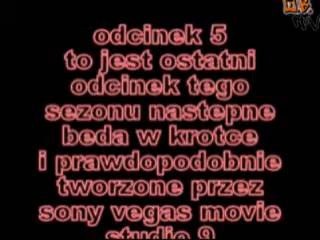 odcinek 5
to jest ostatni
odcinek tego
sezonu nastepne
beda w krotce
i prawdopodobnie
tworzone przez
sony vegas movie
studio 9